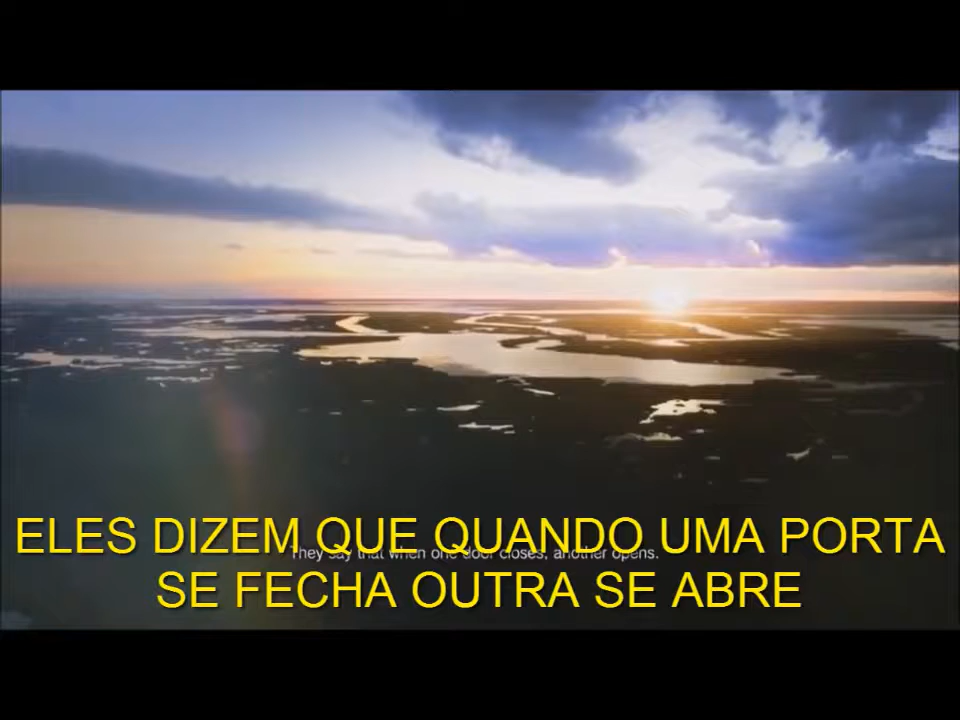 ELES DIZEM QUE QUANDO UMA PORTA
They say that when one door closes, another opens.
SE FECHA OUTRA SE ABRE